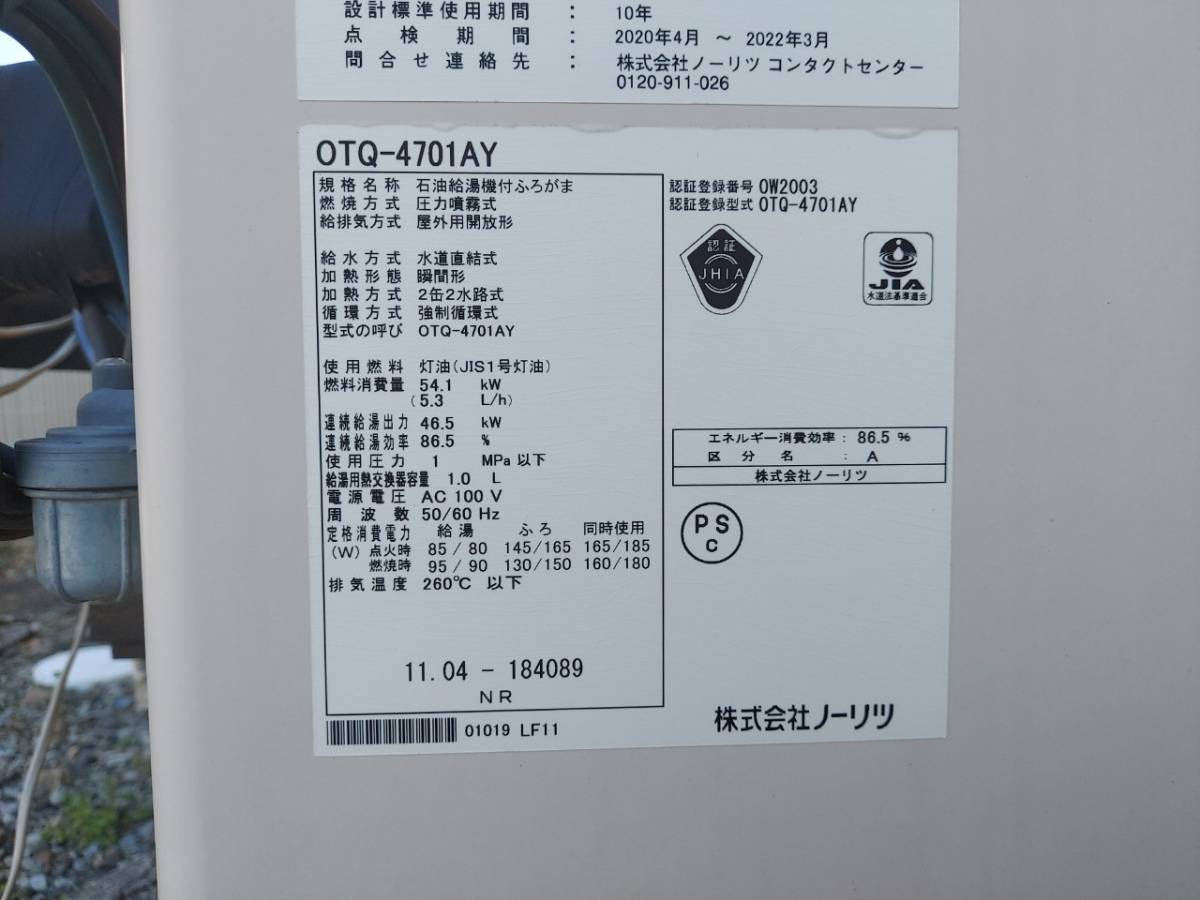 設計標準使用期間 : 10年
点検期間 : 2020年4月 ～ 2022年3月
問合せ連絡先 : 株式会社ノーリツ コンタクトセンター
0120-911-026
OTQ-4701AY
規格名称 石油給湯機付ふろがま
燃焼方式 圧力噴霧式
給排気方式 屋外用開放形
給水方式 水道直結式
加熱形態 瞬間形
加熱方式 2缶2水路式
循環方式 強制循環式
型式の呼び OTQ-4701AY
使用燃料 灯油(JIS1号灯油)
燃料消費量 54.1 kW
(5.3 L/h)
連続給湯出力 46.5 kW
連続給湯効率 86.5 %
使用圧力 1 MPa 以下
給湯用熱交換器容量 1.0 L
電源電圧 AC 100 V
周波数 50/60 Hz
定格消費電力 給湯 ふろ 同時使用
(W) 点火時 85/80 145/165 165/185
燃焼時 95/90 130/150 160/180
排気温度 260℃ 以下
11.04 - 184089
NR
01019 LF11
認証登録番号 OW2003
認証登録型式 OTQ-4701AY
認証
JHIA
JIA
水道法基準適合
エネルギー消費効率: 86.5 %
区分名 : A
株式会社ノーリツ
PS
C
株式会社ノーリツ